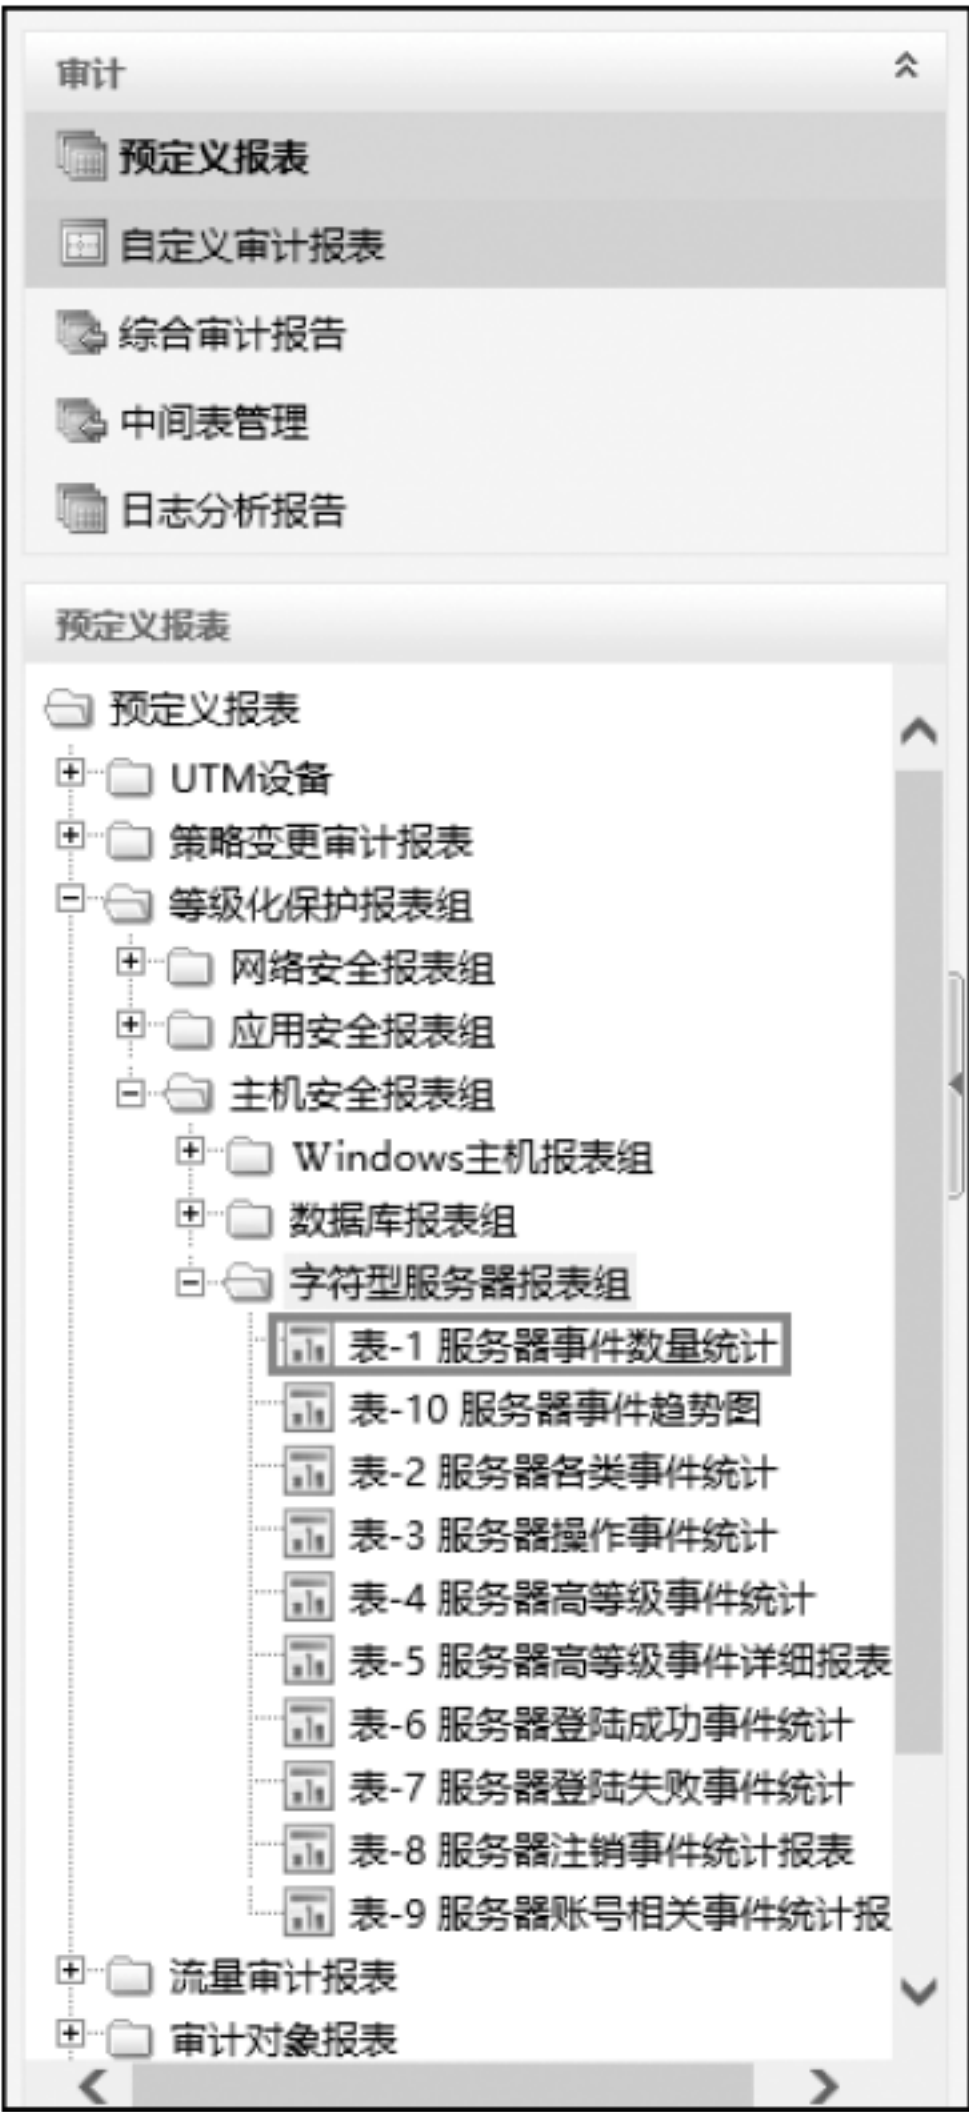 审计
预定义报表
自定义审计报表
综合审计报告
中间表管理
日志分析报告
预定义报表
预定义报表
UTM设备
策略变更审计报表
等级化保护报表组
网络安全报表组
应用安全报表组
主机安全报表组
Windows主机报表组
数据库报表组
字符型服务器报表组
表-1 服务器事件数量统计
表-10 服务器事件趋势图
表-2 服务器各类事件统计
表-3 服务器操作事件统计
表-4 服务器高等级事件统计
表-5 服务器高等级事件详细报表
表-6 服务器登陆成功事件统计
表-7 服务器登陆失败事件统计
表-8 服务器注销事件统计报表
表-9 服务器账号相关事件统计报
流量审计报表
审计对象报表